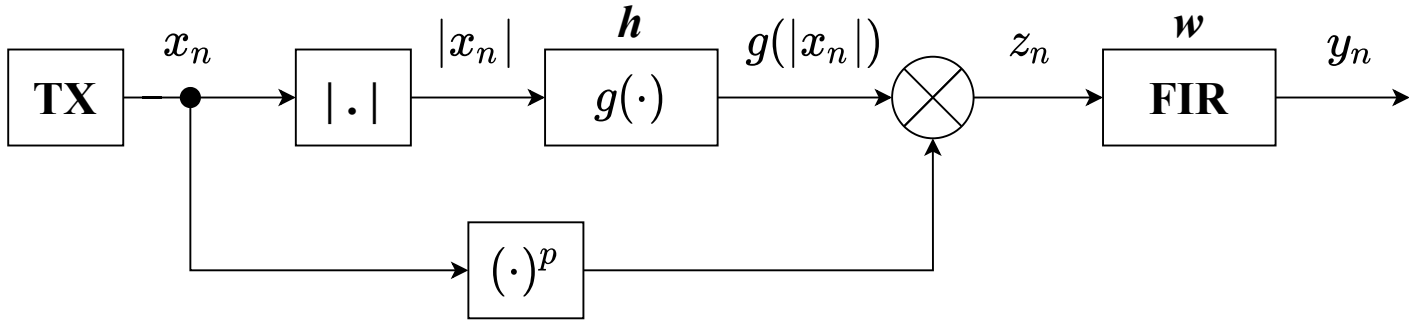 x_n |x_n| h g(|x_n|) z_n w y_n
TX |.| g(·) FIR
(·)^p